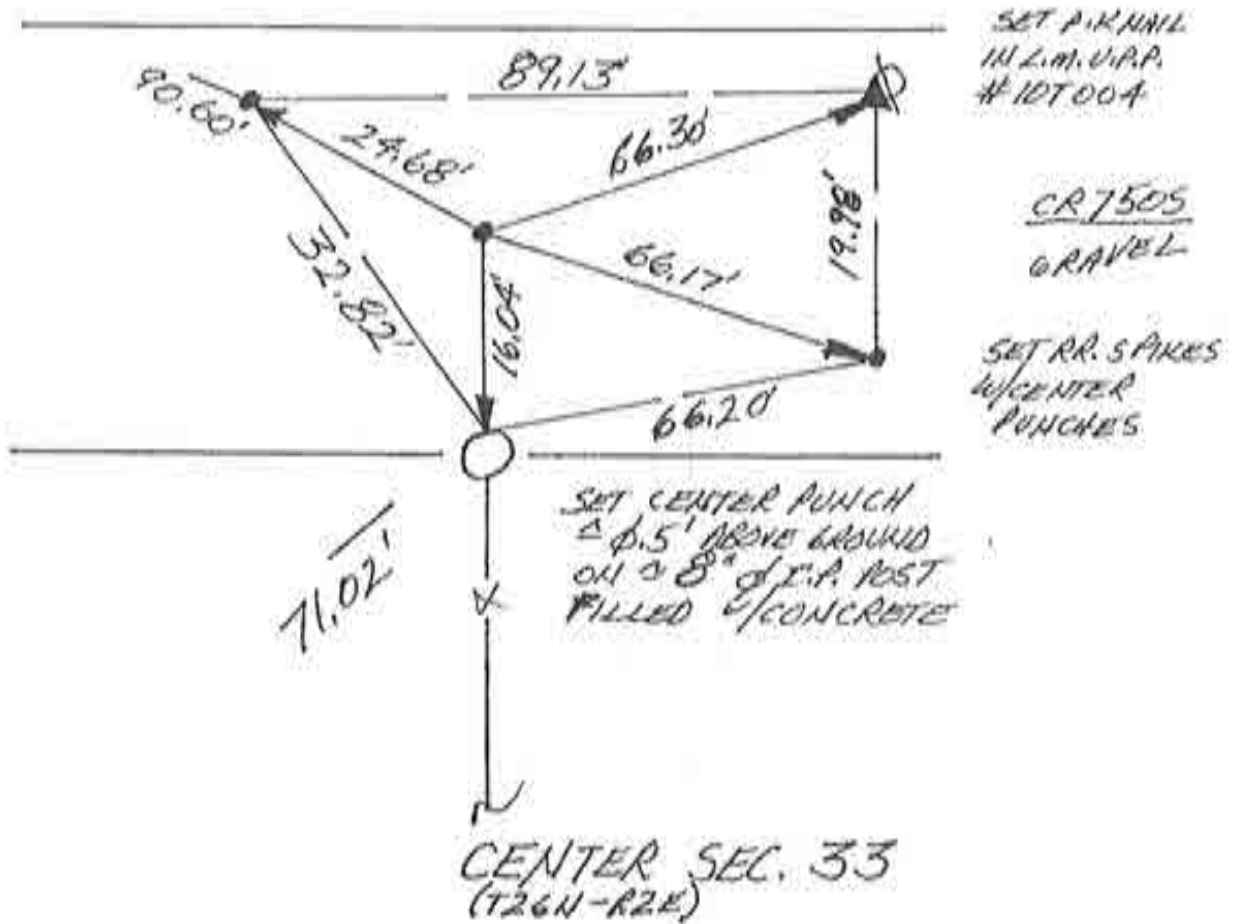 SET P.K NAIL
IN L.M.U.P.P.
# 10T004
89.13'
90.60'
24.68'
66.30'
19.98'
CR 750S
GRAVEL
32.82'
66.17'
16.04'
SET RR. SPIKES
W/CENTER
PUNCHES
66.20'
SET CENTER PUNCH
0.5' ABOVE GROUND
ON 8" POST
FILLED W/CONCRETE
71.02'
CENTER SEC. 33
(T26N-R2E)